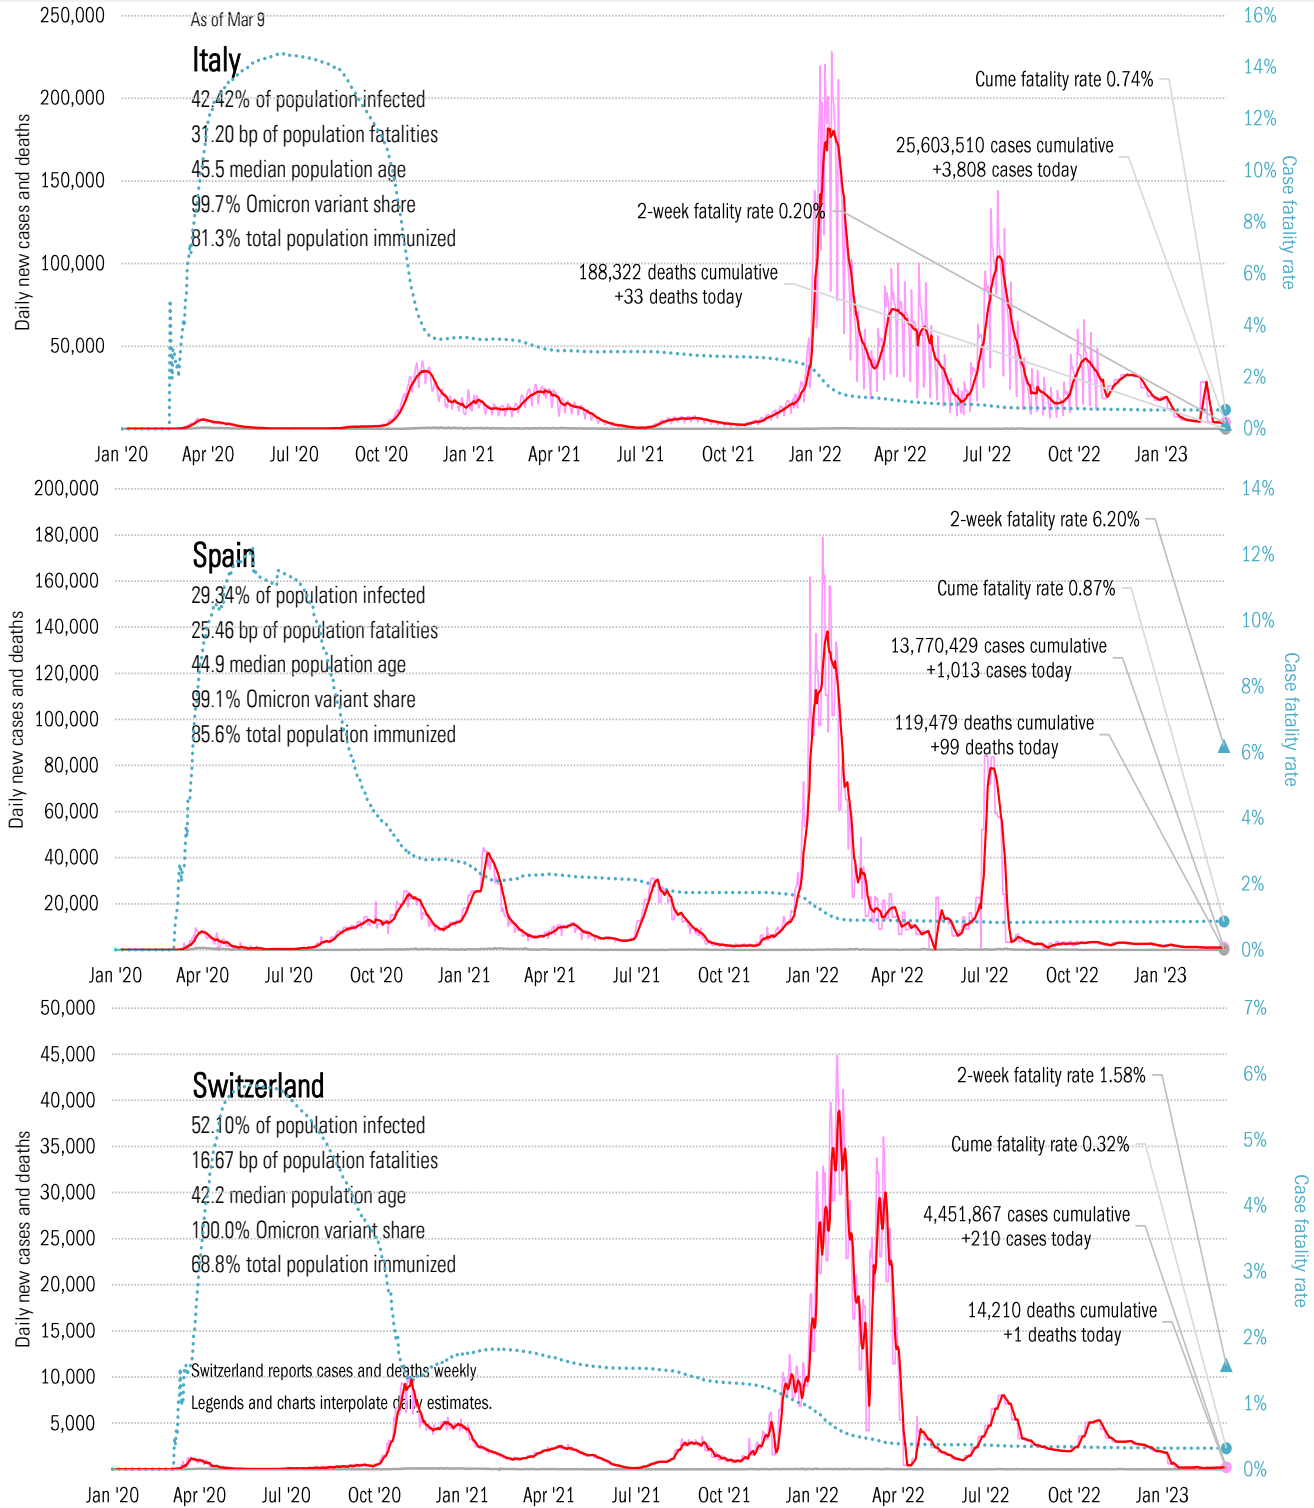 As of Mar 9
Italy
42.42% of population infected
31.20 bp of population fatalities
45.5 median population age
99.7% Omicron variant share
81.3% total population immunized
Daily new cases and deaths
250,000
200,000
150,000
100,000
50,000
Cume fatality rate 0.74%
25,603,510 cases cumulative
+3,808 cases today
2-week fatality rate 0.20%
188,322 deaths cumulative
+33 deaths today
16%
14%
12%
10%
8%
6%
4%
2%
0%
Case fatality rate
Jan '20 Apr '20 Jul '20 Oct '20 Jan '21 Apr '21 Jul '21 Oct '21 Jan '22 Apr '22 Jul '22 Oct '22 Jan '23
Spain
29.34% of population infected
25.46 bp of population fatalities
44.9 median population age
99.1% Omicron variant share
85.6% total population immunized
Daily new cases and deaths
200,000
180,000
160,000
140,000
120,000
100,000
80,000
60,000
40,000
20,000
2-week fatality rate 6.20%
Cume fatality rate 0.87%
13,770,429 cases cumulative
+1,013 cases today
119,479 deaths cumulative
+99 deaths today
14%
12%
10%
8%
6%
4%
2%
0%
Case fatality rate
Jan '20 Apr '20 Jul '20 Oct '20 Jan '21 Apr '21 Jul '21 Oct '21 Jan '22 Apr '22 Jul '22 Oct '22 Jan '23
Switzerland
52.10% of population infected
16.67 bp of population fatalities
42.2 median population age
100.0% Omicron variant share
68.8% total population immunized
Switzerland reports cases and deaths weekly
Legends and charts interpolate daily estimates.
Daily new cases and deaths
50,000
45,000
40,000
35,000
30,000
25,000
20,000
15,000
10,000
5,000
2-week fatality rate 1.58%
Cume fatality rate 0.32%
4,451,867 cases cumulative
+210 cases today
14,210 deaths cumulative
+1 deaths today
7%
6%
5%
4%
3%
2%
1%
0%
Case fatality rate
Jan '20 Apr '20 Jul '20 Oct '20 Jan '21 Apr '21 Jul '21 Oct '21 Jan '22 Apr '22 Jul '22 Oct '22 Jan '23